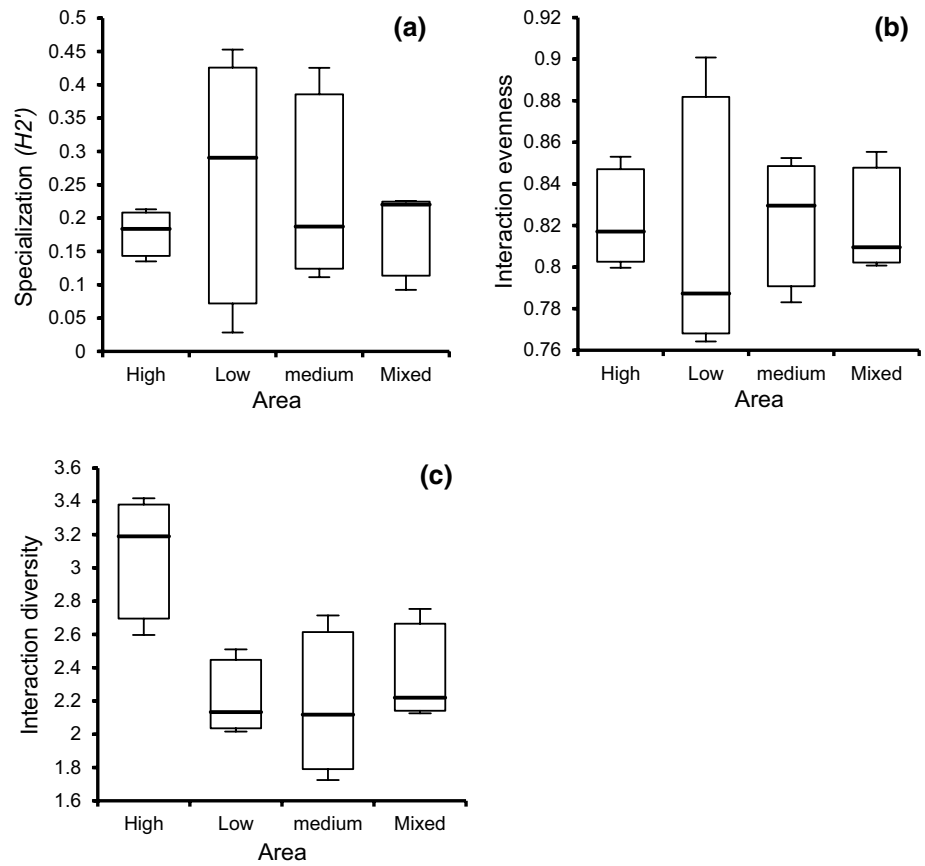 (a)
Specialization (H2')
0.5
0.45
0.4
0.35
0.3
0.25
0.2
0.15
0.1
0.05
0
High Low medium Mixed
Area
(b)
Interaction evenness
0.92
0.9
0.88
0.86
0.84
0.82
0.8
0.78
0.76
High Low medium Mixed
Area
(c)
Interaction diversity
3.6
3.4
3.2
3
2.8
2.6
2.4
2.2
2
1.8
1.6
High Low medium Mixed
Area